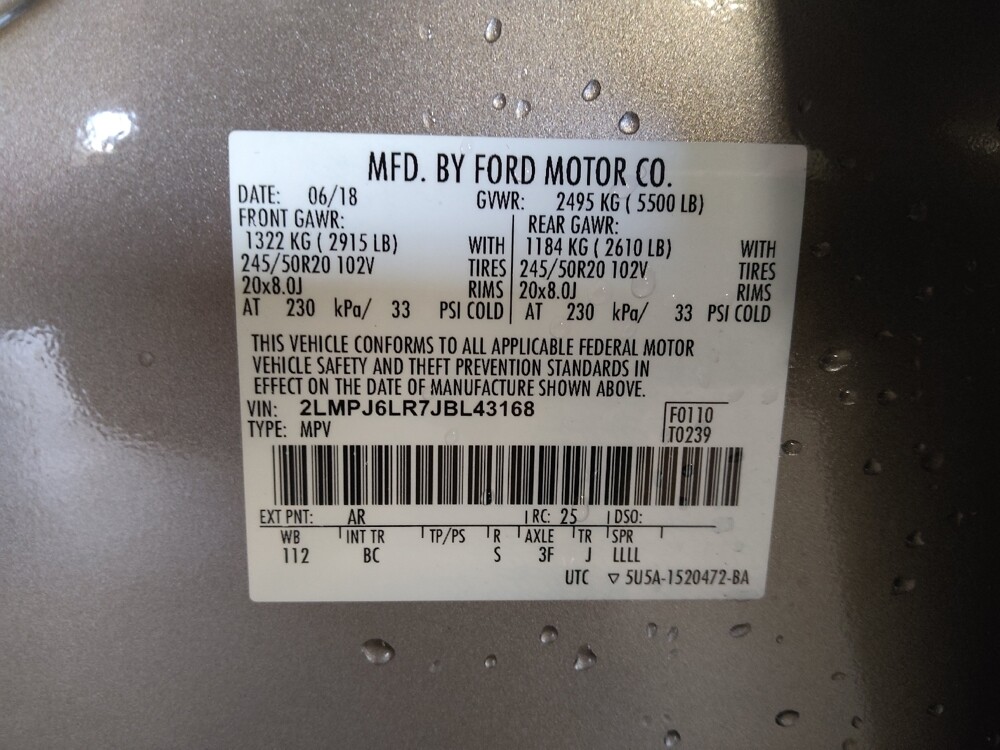 MFD. BY FORD MOTOR CO.
DATE: 06/18 GVWR: 2495 KG ( 5500 LB)
FRONT GAWR: REAR GAWR:
1322 KG ( 2915 LB) WITH 1184 KG ( 2610 LB) WITH
245/50R20 102V TIRES 245/50R20 102V TIRES
20x8.0J RIMS 20x8.0J RIMS
AT 230 kPa/ 33 PSI COLD AT 230 kPa/ 33 PSI COLD
THIS VEHICLE CONFORMS TO ALL APPLICABLE FEDERAL MOTOR
VEHICLE SAFETY AND THEFT PREVENTION STANDARDS IN
EFFECT ON THE DATE OF MANUFACTURE SHOWN ABOVE.
VIN: 2LMPJ6LR7JBL43168 F0110
TYPE: MPV T0239
EXT PNT: AR RC: 25 DSO:
WB INT TR TP/PS R AXLE TR SPR
112 BC S 3F J LLLL
UTC ▽ 5U5A-1520472-BA